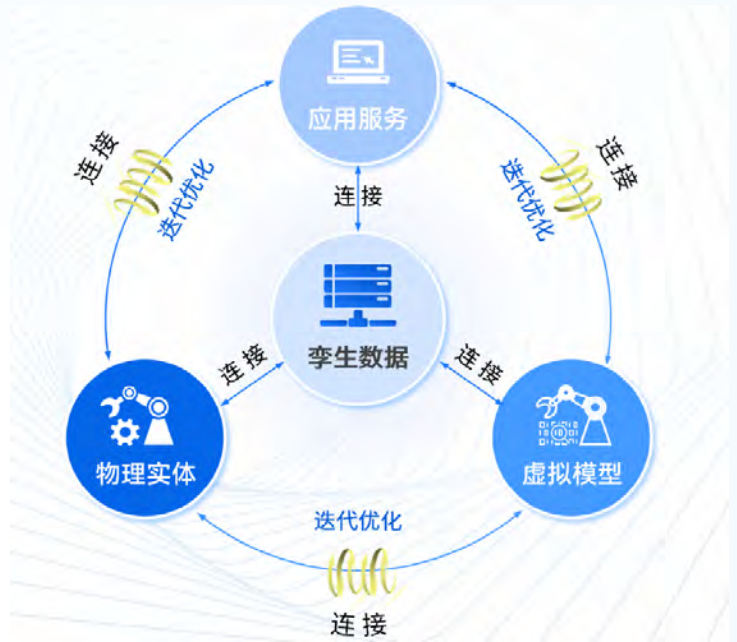 应用服务
连接
迭代优化
连接
迭代优化
连接
孪生数据
连接
连接
物理实体
虚拟模型
迭代优化
连接